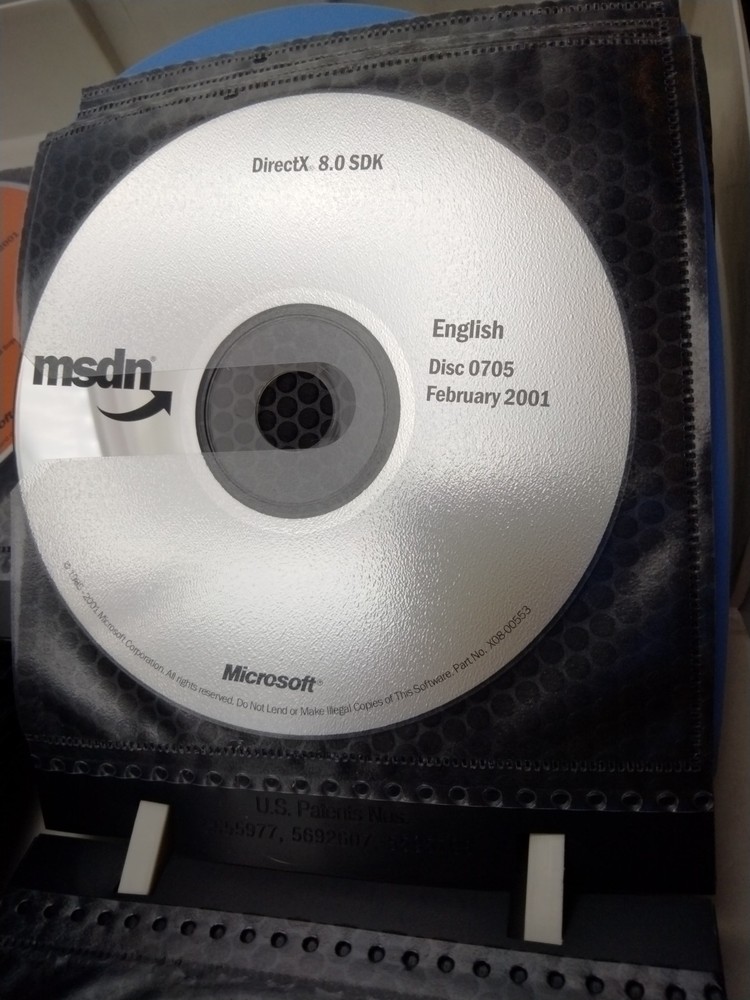 DirectX 8.0 SDK
msdn®
English
Disc 0705
February 2001
Microsoft®
- 2001 Microsoft Corporation. All rights reserved. Do Not Lend or Make Illegal Copies of This Software. Part No. X08-00553
U.S. Patents Nos.